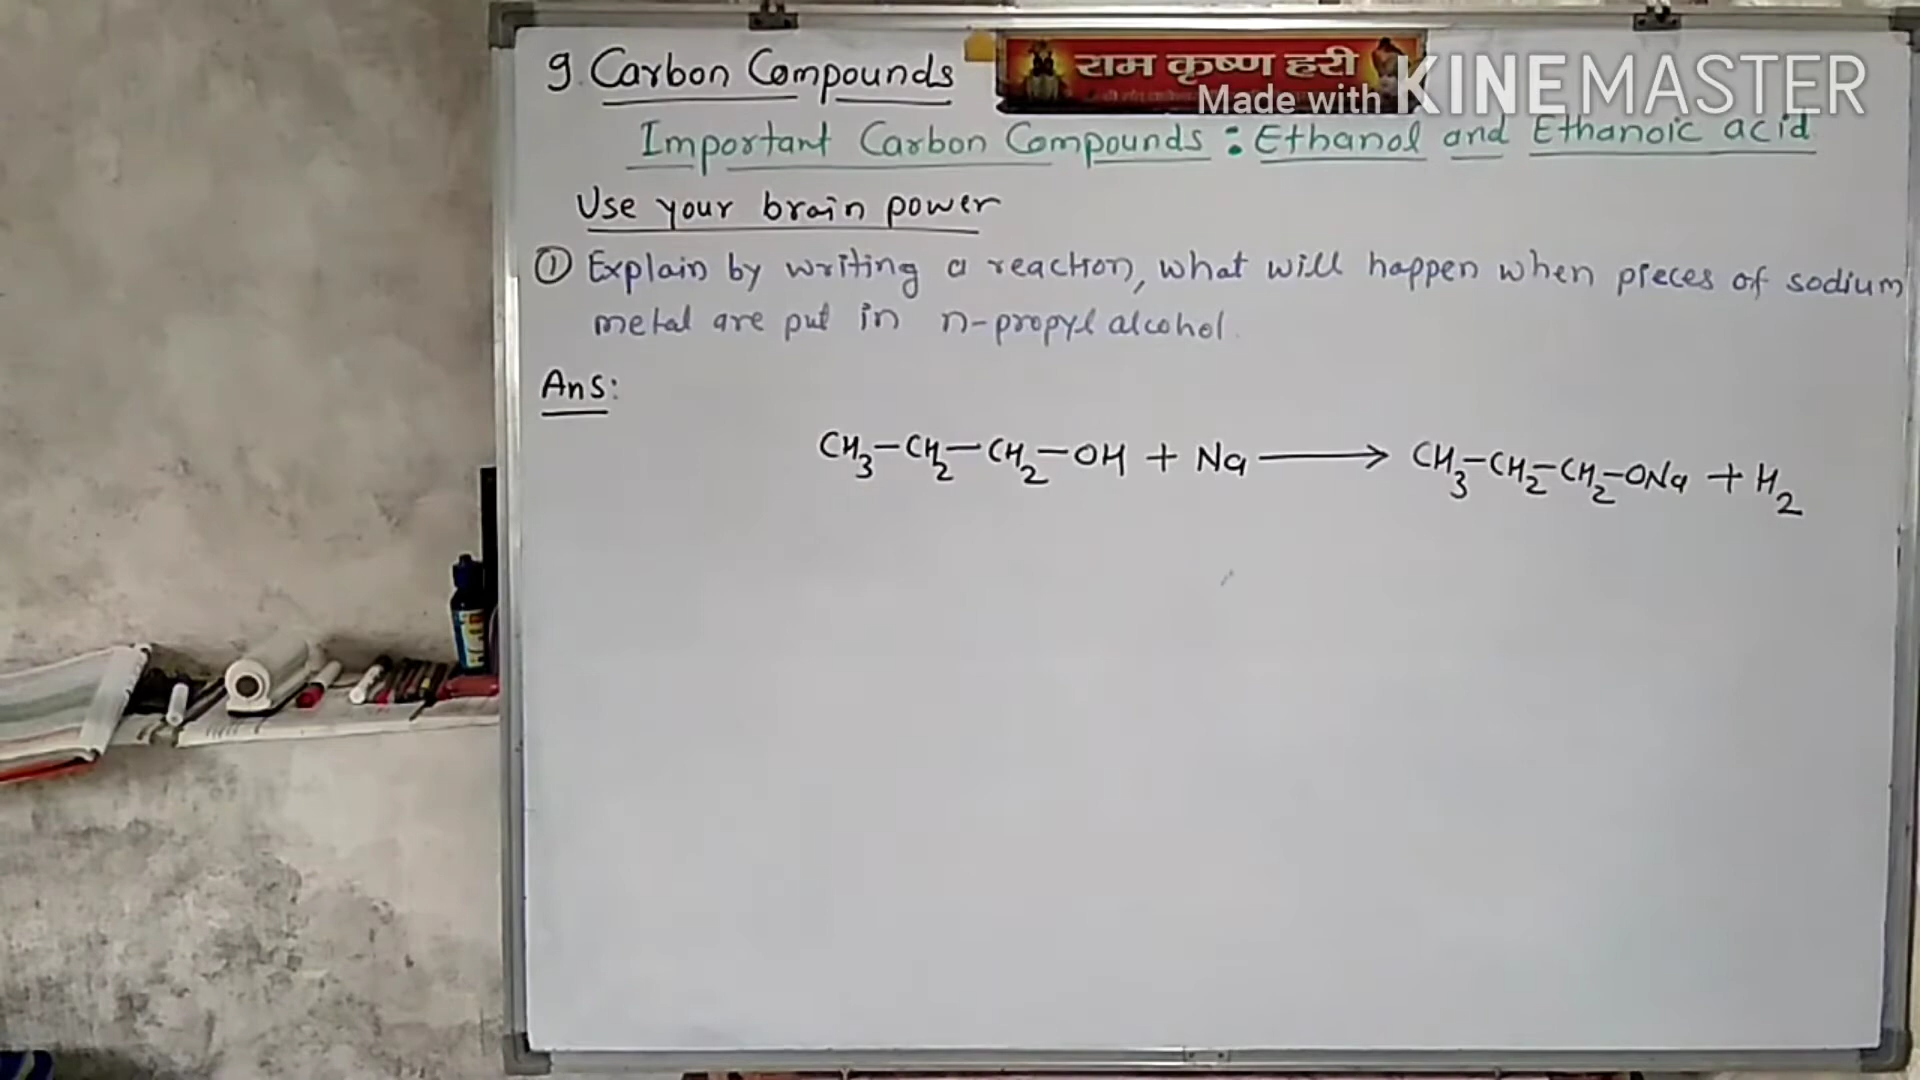 9. Carbon Compounds
राम कृष्ण हरी
Made with KINEMASTER
Important Carbon Compounds : Ethanol and Ethanoic acid
Use your brain power
① Explain by writing a reaction, what will happen when pieces of sodium
metal are put in n-propyl alcohol.
Ans:
CH₃-CH₂-CH₂-OH + Na ⟶ CH₃-CH₂-CH₂-ONa + H₂